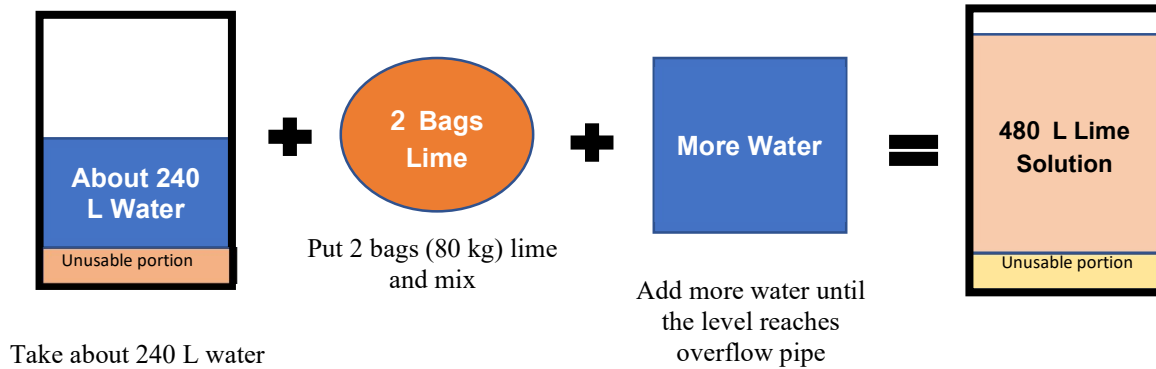 About 240
L Water
Unusable portion
Take about 240 L water
2 Bags
Lime
Put 2 bags (80 kg) lime
and mix
More Water
Add more water until
the level reaches
overflow pipe
480 L Lime
Solution
Unusable portion